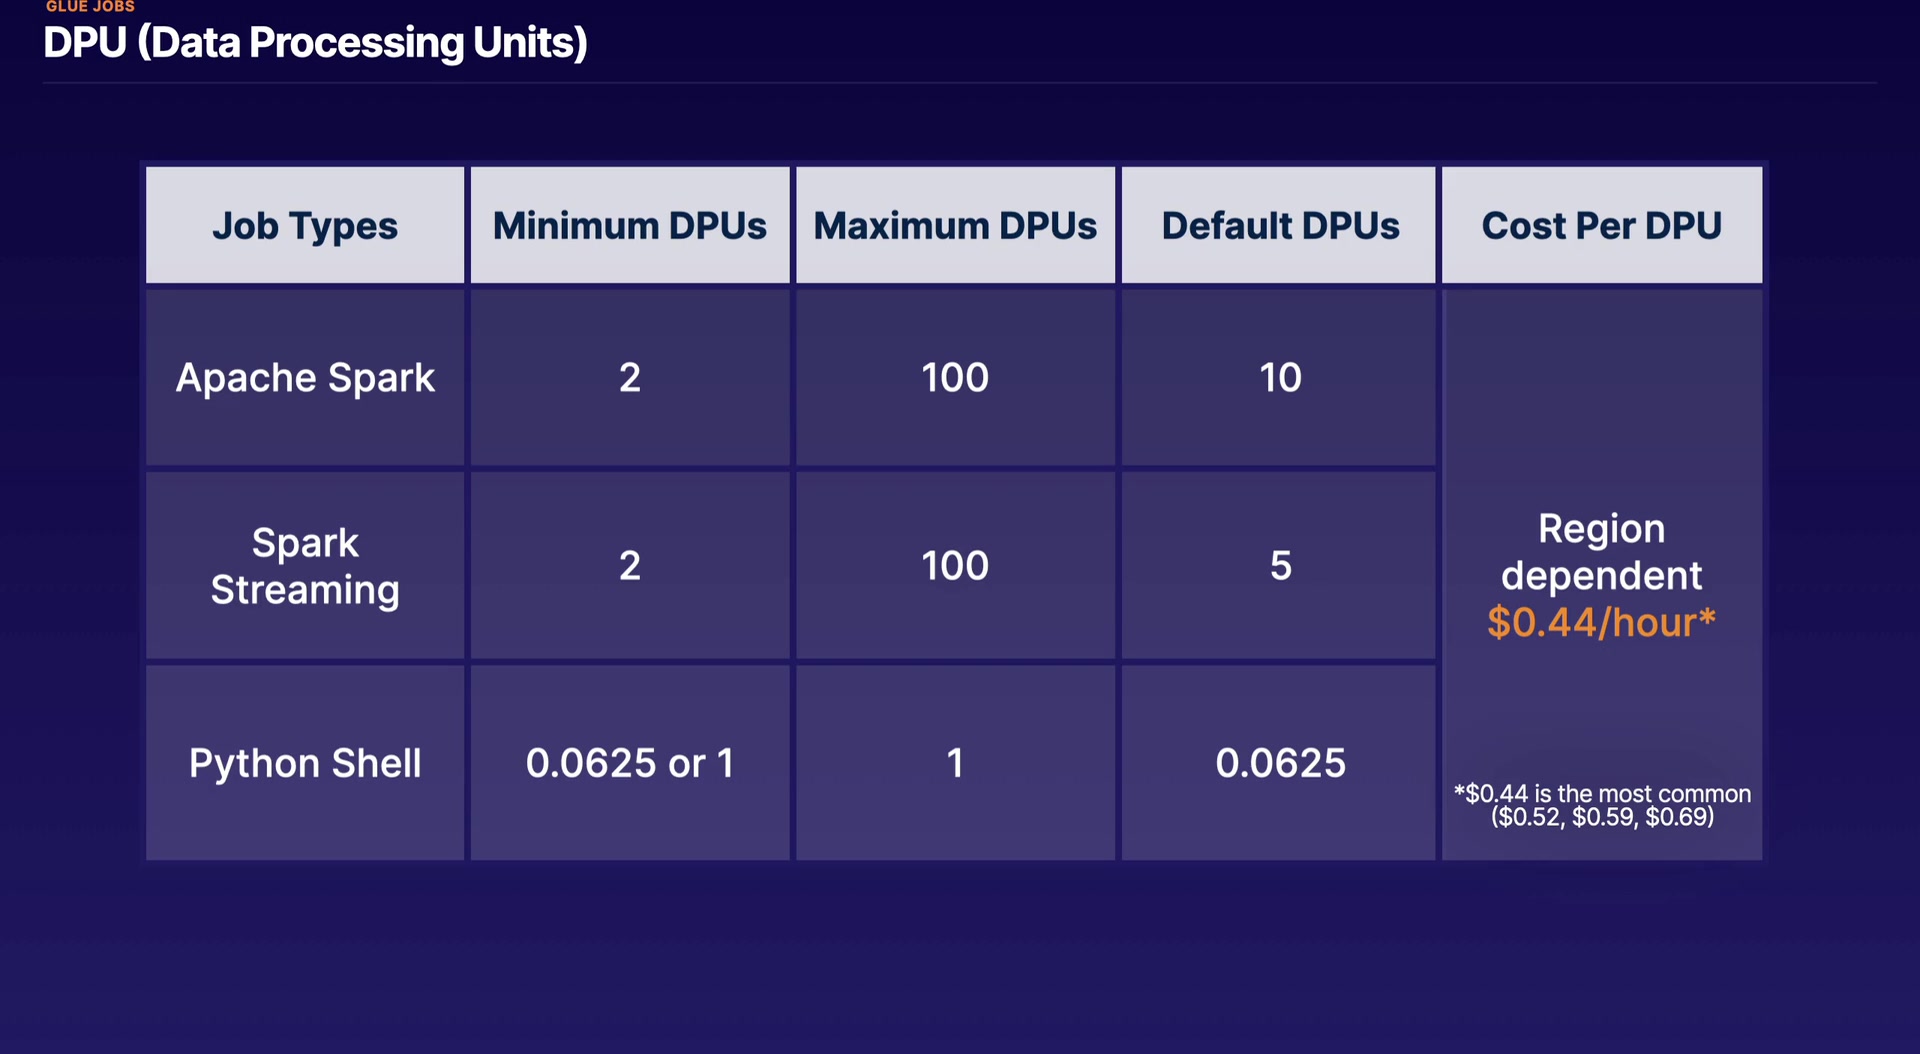 GLUE JOBS
DPU (Data Processing Units)
Job Types
Minimum DPUs
Maximum DPUs
Default DPUs
Cost Per DPU
Apache Spark
2
100
10
Spark
Streaming
2
100
5
Region
dependent
$0.44/hour*
Python Shell
0.0625 or 1
1
0.0625
*$0.44 is the most common
($0.52, $0.59, $0.69)